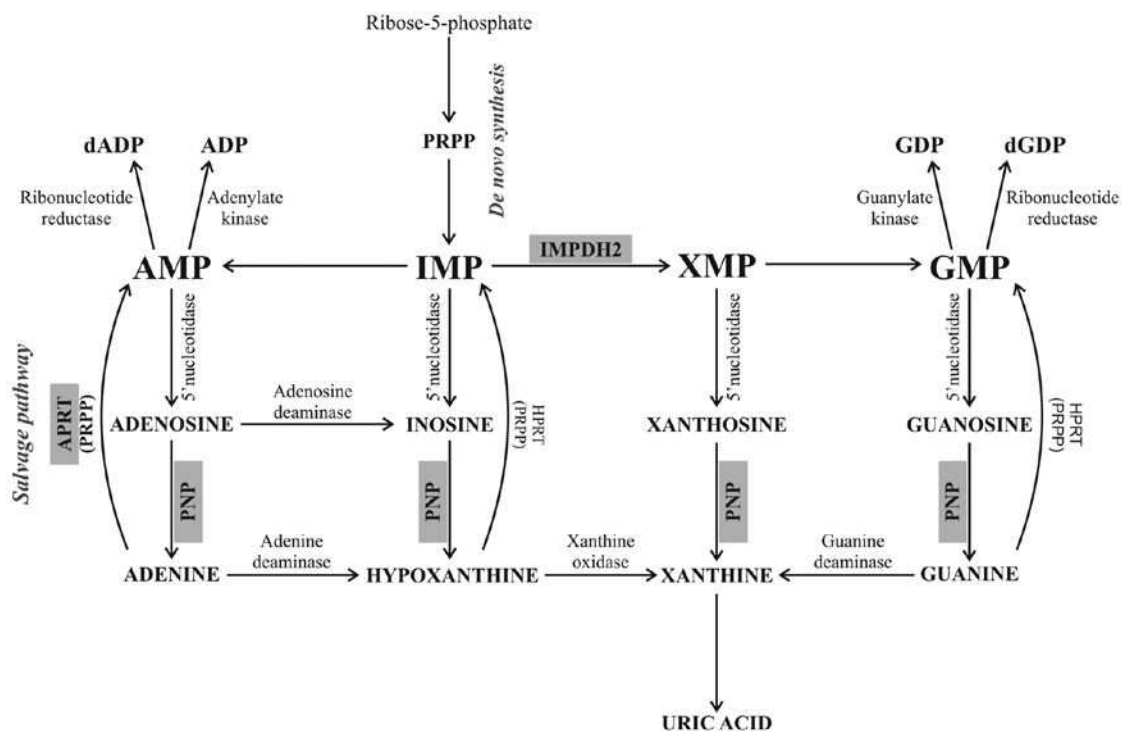 Ribose-5-phosphate
De novo synthesis
PRPP
dADP
ADP
GDP
dGDP
Ribonucleotide
reductase
Adenylate
kinase
Guanylate
kinase
Ribonucleotide
reductase
IMPDH2
AMP
IMP
XMP
GMP
5'nucleotidase
5'nucleotidase
5'nucleotidase
5'nucleotidase
Salvage pathway
APRT
(PRPP)
Adenosine
deaminase
HPRT
(PRPP)
HPRT
(PRPP)
ADENOSINE
INOSINE
XANTHOSINE
GUANOSINE
PNP
PNP
PNP
PNP
Adenine
deaminase
Xanthine
oxidase
Guanine
deaminase
ADENINE
HYPOXANTHINE
XANTHINE
GUANINE
URIC ACID